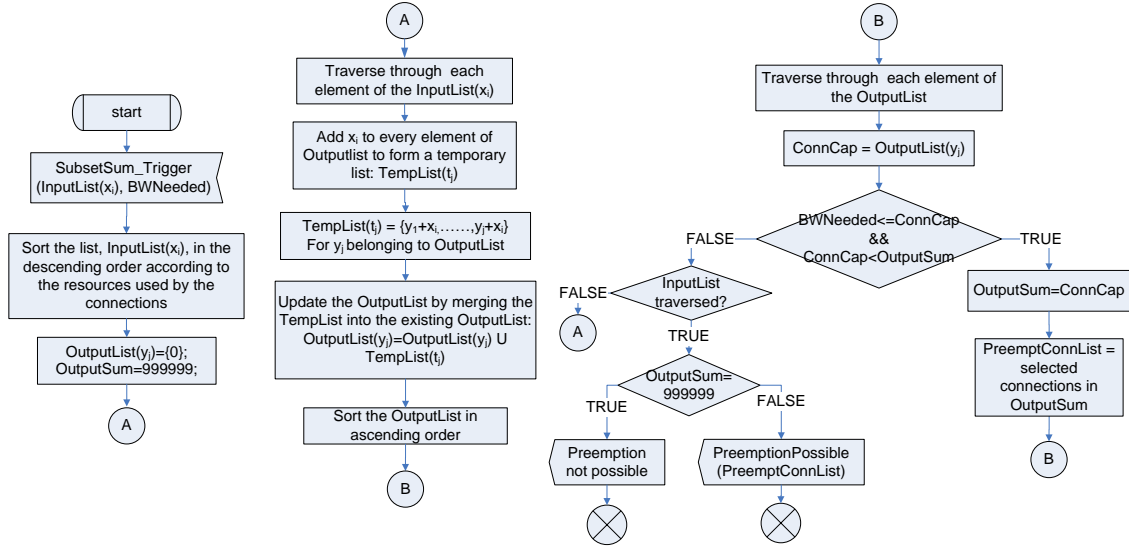 start
SubsetSum_Trigger
(InputList(xi), BWNeeded)
Sort the list, InputList(xi), in the
descending order according to
the resources used by the
connections
OutputList(yj)={0};
OutputSum=999999;
A
A
Traverse through each
element of the InputList(xi)
Add xi to every element of
Outputlist to form a temporary
list: TempList(tj)
TempList(tj) = {y1+xi,......,yj+xi}
For yj belonging to OutputList
Update the OutputList by merging the
TempList into the existing OutputList:
OutputList(yj)=OutputList(yj) U
TempList(tj)
Sort the OutputList in
ascending order
B
B
Traverse through each element of
the OutputList
ConnCap = OutputList(yj)
BWNeeded<=ConnCap
&&
ConnCap<OutputSum
FALSE
TRUE
InputList
traversed?
FALSE
A
TRUE
OutputSum=
999999
TRUE
FALSE
Preemption
not possible
PreemptionPossible
(PreemptConnList)
OutputSum=ConnCap
PreemptConnList =
selected
connections in
OutputSum
B